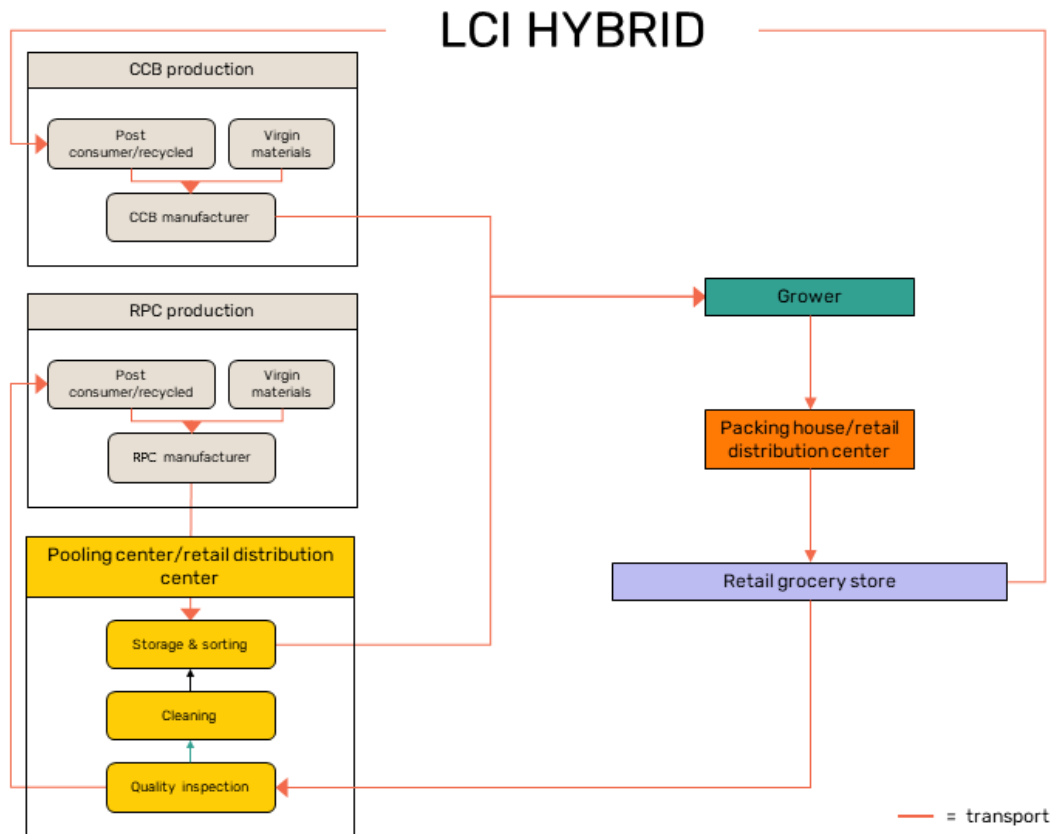 LCI HYBRID
CCB production
Post
consumer/recycled
Virgin
materials
CCB manufacturer
RPC production
Post
consumer/recycled
Virgin
materials
RPC manufacturer
Pooling center/retail distribution
center
Storage & sorting
Cleaning
Quality inspection
Grower
Packing house/retail
distribution center
Retail grocery store
= transport